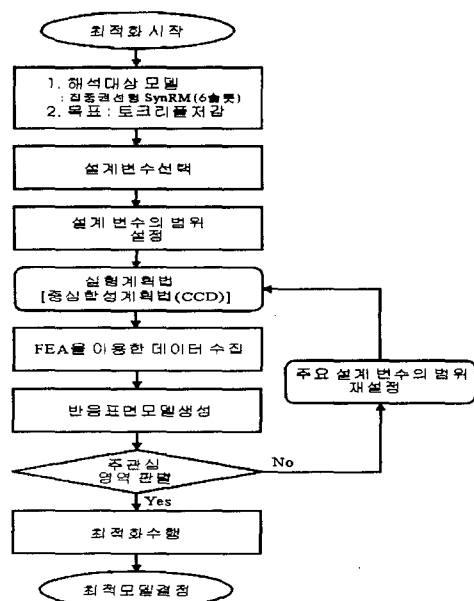 최적화 시작
1. 해석대상 모델
: 집중권선형 SynRM (6슬롯)
2. 목표 : 토크리플저감
설계변수선택
설계 변수의 범위
설정
실험계획법
[중심합성계획법(CCD)]
FEA을 이용한 데이터 수집
반응표면모델생성
주관심
영역 판별
No
주요 설계 변수의 범위
재설정
Yes
최적화수행
최적모델결정